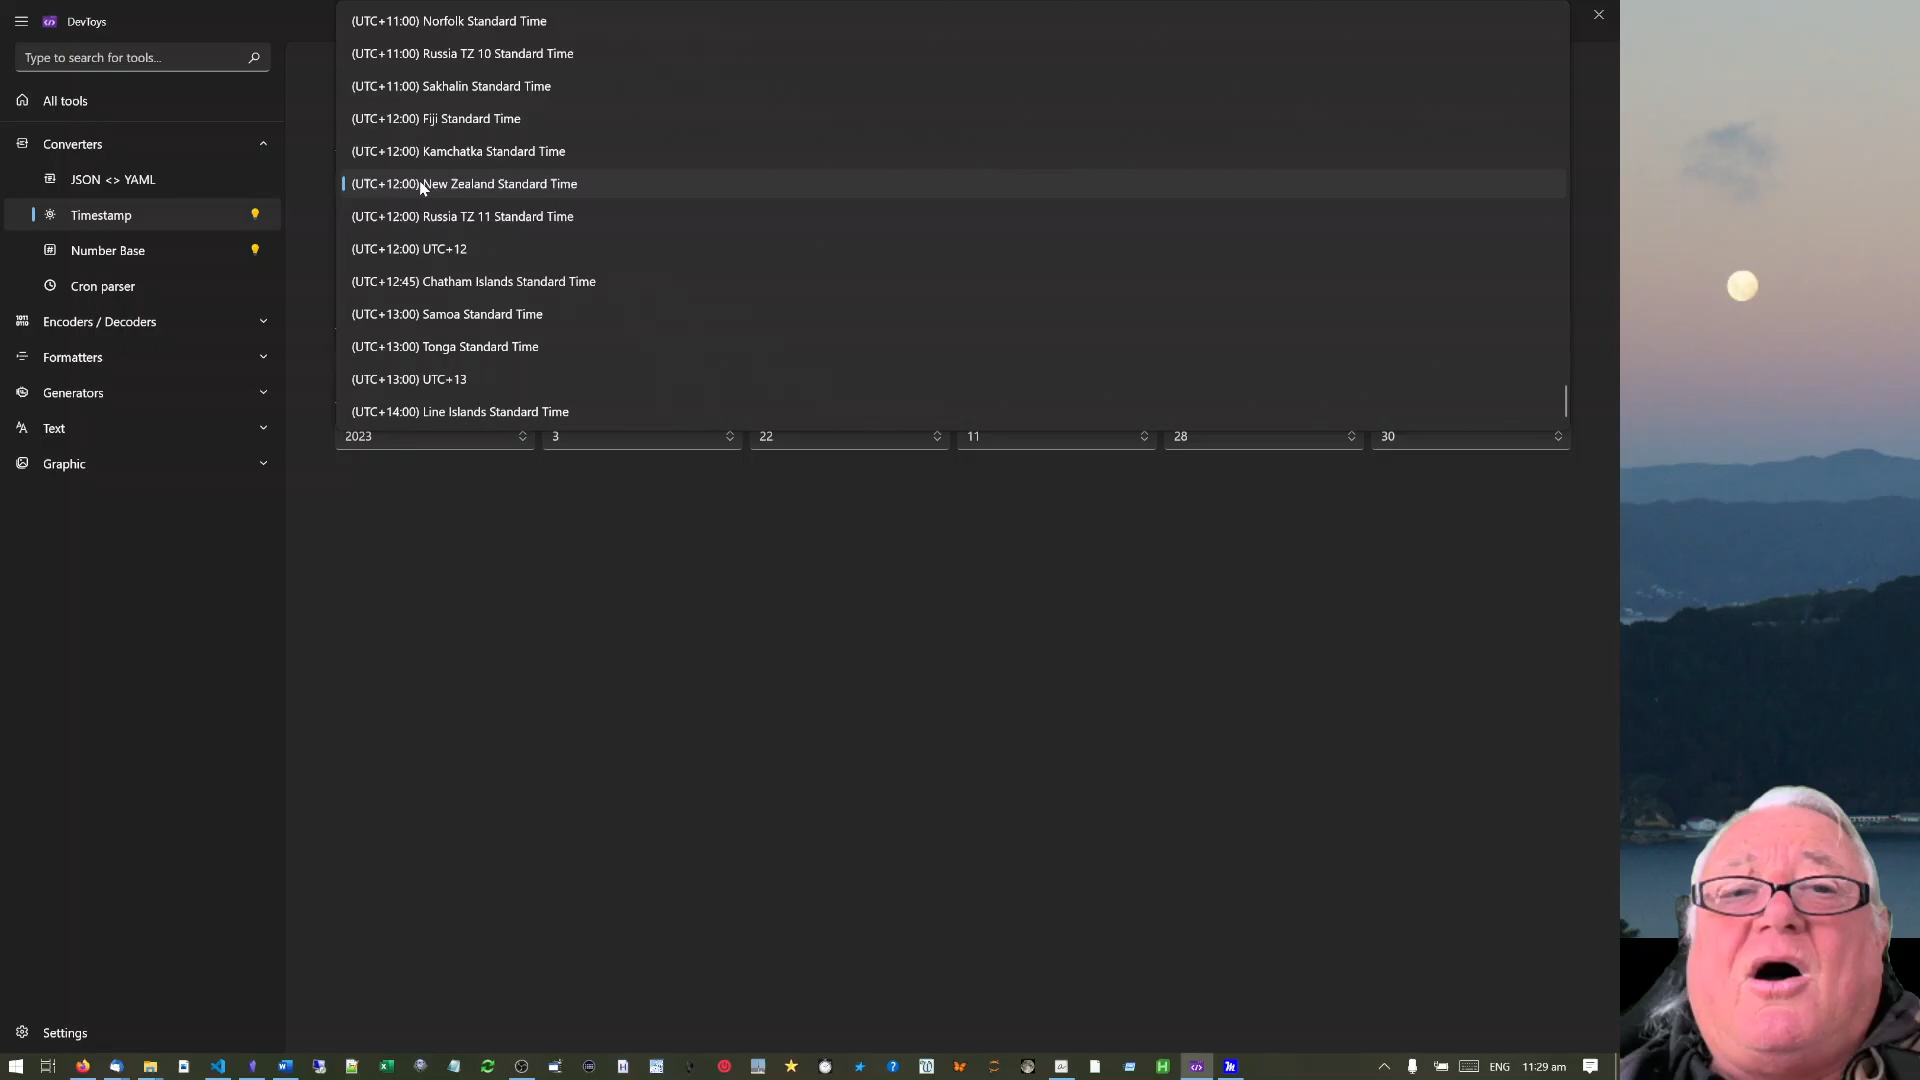 DevToys
Type to search for tools...
All tools
Converters
JSON <> YAML
Timestamp
Number Base
Cron parser
Encoders / Decoders
Formatters
Generators
Text
Graphic
Settings
(UTC+11:00) Norfolk Standard Time
(UTC+11:00) Russia TZ 10 Standard Time
(UTC+11:00) Sakhalin Standard Time
(UTC+12:00) Fiji Standard Time
(UTC+12:00) Kamchatka Standard Time
(UTC+12:00) New Zealand Standard Time
(UTC+12:00) Russia TZ 11 Standard Time
(UTC+12:00) UTC+12
(UTC+12:45) Chatham Islands Standard Time
(UTC+13:00) Samoa Standard Time
(UTC+13:00) Tonga Standard Time
(UTC+13:00) UTC+13
(UTC+14:00) Line Islands Standard Time
2023 3 22 11 28 30
ENG 11:29 am